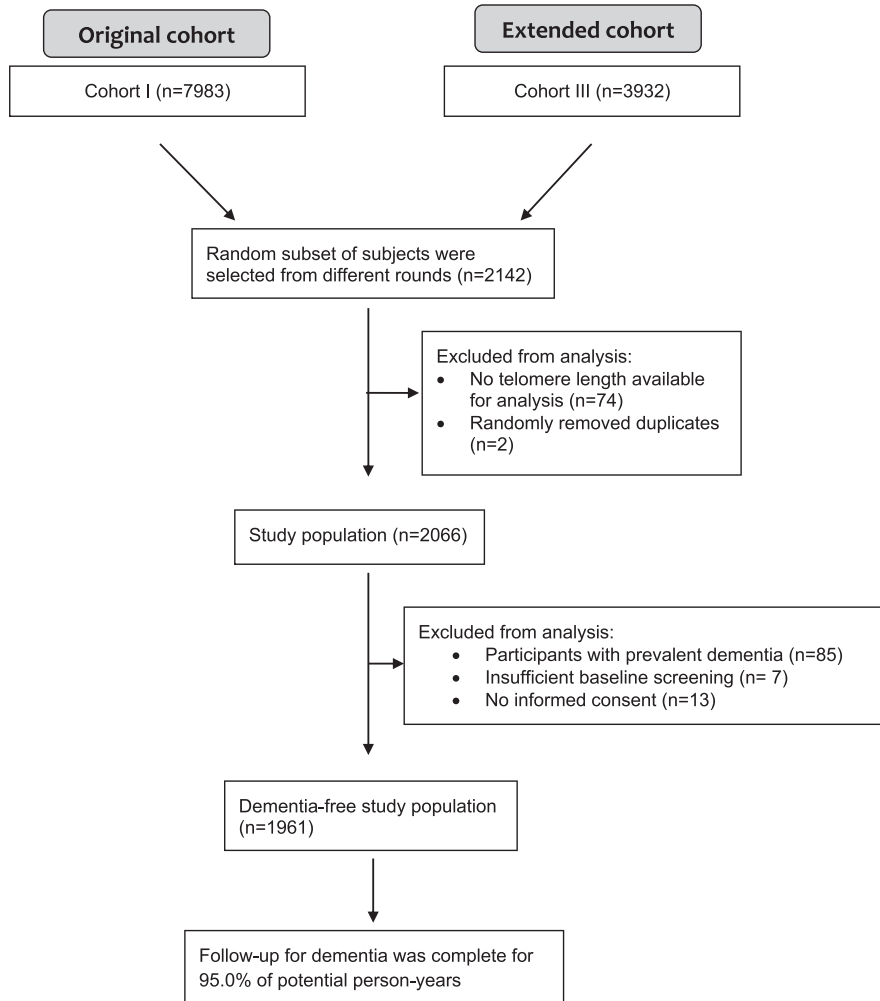 Original cohort
Extended cohort
Cohort I (n=7983)
Cohort III (n=3932)
Random subset of subjects were
selected from different rounds (n=2142)
Excluded from analysis:
• No telomere length available
for analysis (n=74)
• Randomly removed duplicates
(n=2)
Study population (n=2066)
Excluded from analysis:
• Participants with prevalent dementia (n=85)
• Insufficient baseline screening (n= 7)
• No informed consent (n=13)
Dementia-free study population
(n=1961)
Follow-up for dementia was complete for
95.0% of potential person-years